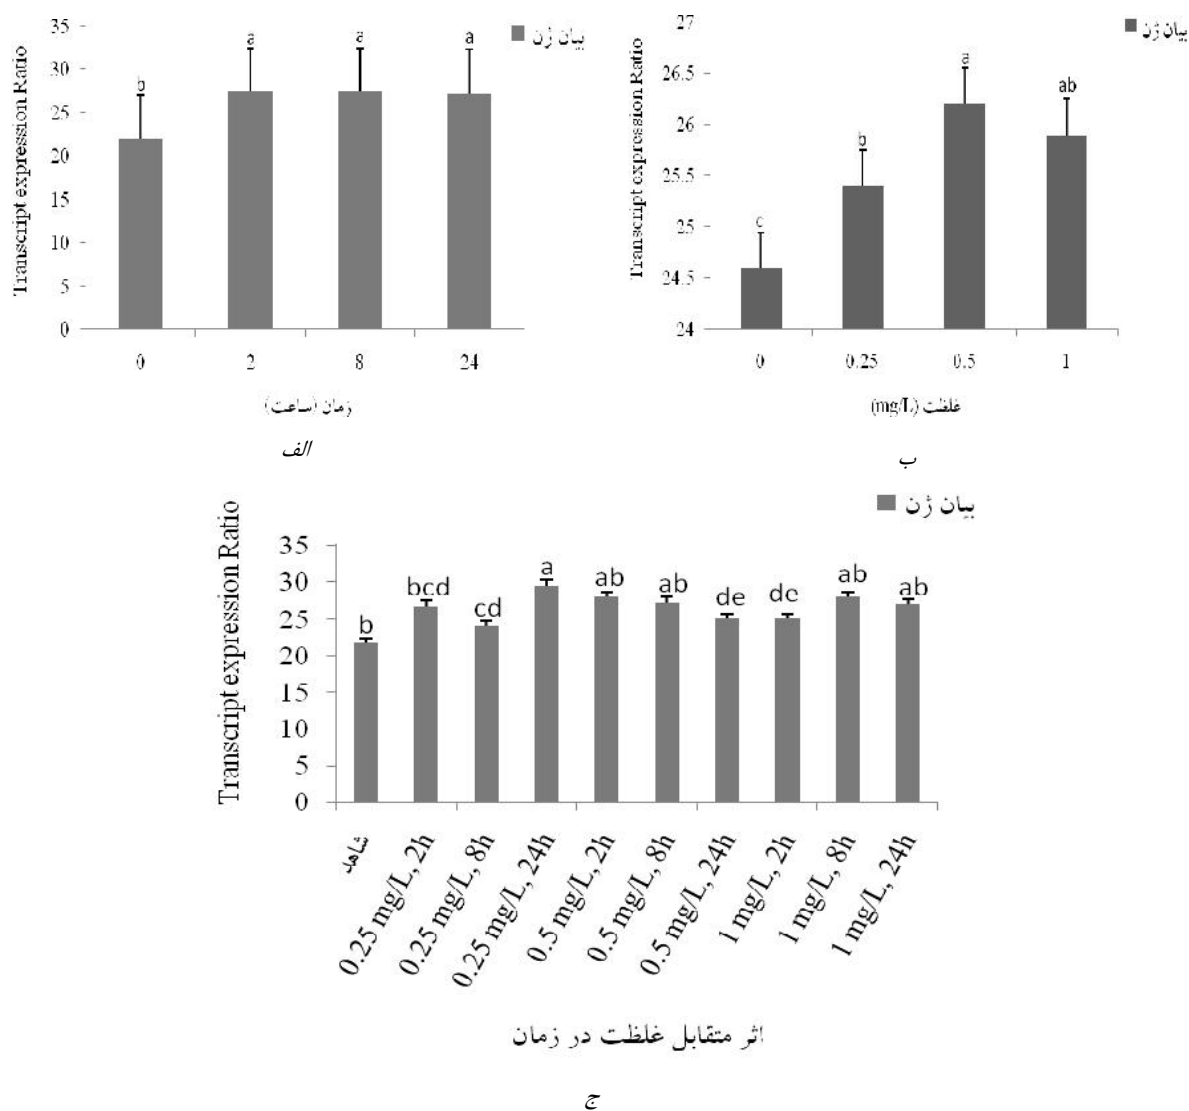 Transcript expression Ratio
بیان ژن
35
30
25
20
15
10
5
0
b
a
a
a
0 2 8 24
زمان (ساعت)
الف
Transcript expression Ratio
بیان ژن
27
26.5
26
25.5
25
24.5
24
c
b
a
ab
0 0.25 0.5 1
غلظت (mg/L)
ب
Transcript expression Ratio
بیان ژن
35
30
25
20
15
10
5
0
b
bcd
cd
a
ab
ab
de
de
ab
ab
شاهد
0.25 mg/L, 2h
0.25 mg/L, 8h
0.25 mg/L, 24h
0.5 mg/L, 2h
0.5 mg/L, 8h
0.5 mg/L, 24h
1 mg/L, 2h
1 mg/L, 8h
1 mg/L, 24h
اثر متقابل غلظت در زمان
ج